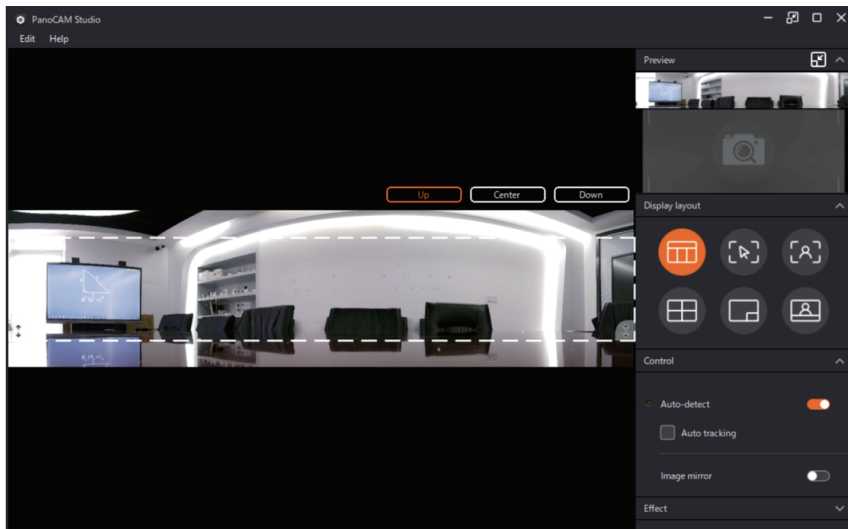 PanoCAM Studio
Edit Help
Preview
Up Center Down
Display layout
Control
Auto-detect
Auto tracking
Image mirror
Effect